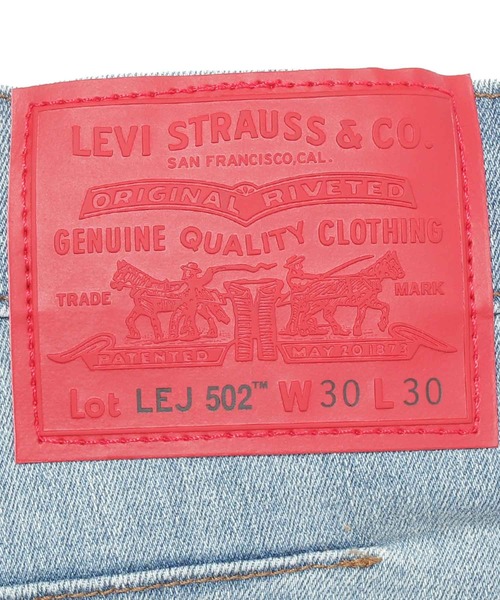 LEVI STRAUSS & CO.
SAN FRANCISCO, CAL.
ORIGINAL RIVETED
GENUINE QUALITY CLOTHING
TRADE MARK
PATENTED MAY 20 1873
Lot LEJ 502™ W 30 L 30